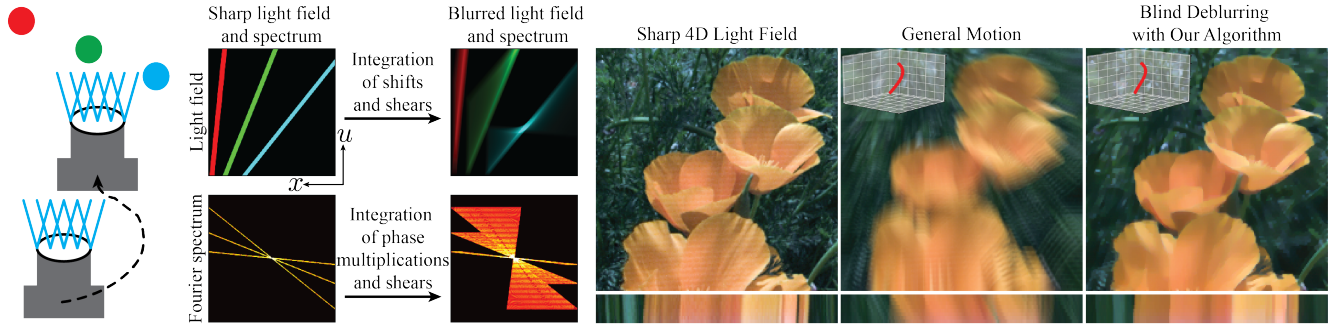 Sharp light field
and spectrum
Blurred light field
and spectrum
Light field
Integration
of shifts
and shears
u
x
Fourier spectrum
Integration
of phase
multiplications
and shears
Sharp 4D Light Field
General Motion
Blind Deblurring
with Our Algorithm